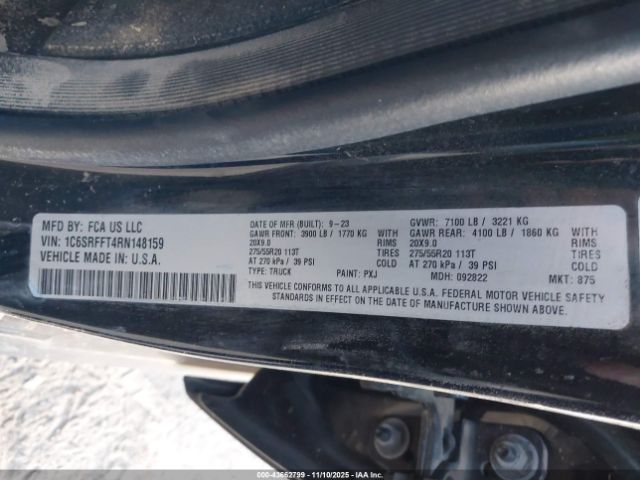 MFD BY: FCA US LLC
VIN: 1C6SRFFT4RN148159
VEHICLE MADE IN: U.S.A.
DATE OF MFR (BUILT): 9-23
GAWR FRONT: 3900 LB / 1770 KG
20X9.0 RIMS
275/55R20 113T TIRES
AT 270 kPa / 39 PSI COLD
TYPE: TRUCK PAINT: PXJ
GVWR: 7100 LB / 3221 KG
GAWR REAR: 4100 LB / 1860 KG
20X9.0 RIMS
275/55R20 113T TIRES
AT 270 kPa / 39 PSI COLD
MDH: 092822 MKT: 875
THIS VEHICLE CONFORMS TO ALL APPLICABLE U.S.A. FEDERAL MOTOR VEHICLE SAFETY
STANDARDS IN EFFECT ON THE DATE OF MANUFACTURE SHOWN ABOVE.
000-43652799 - 11/10/2025 - IAA Inc.